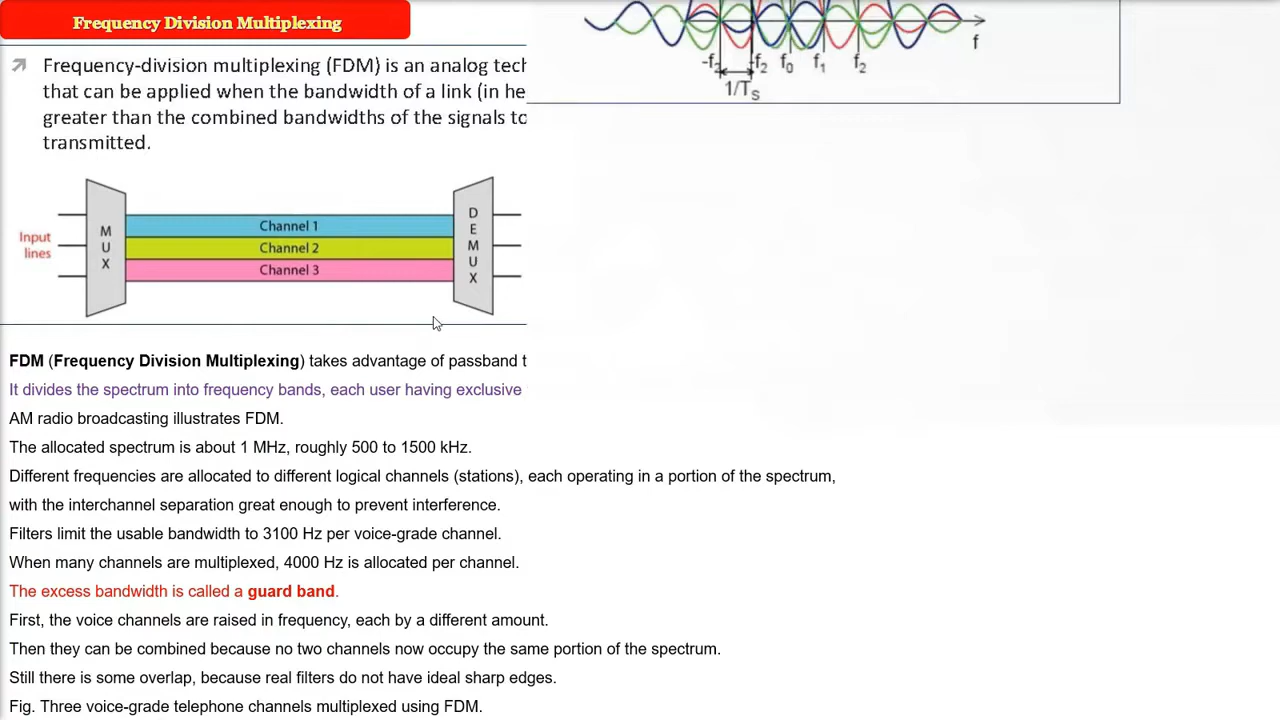 Frequency Division Multiplexing
Frequency-division multiplexing (FDM) is an analog tech
that can be applied when the bandwidth of a link (in he
greater than the combined bandwidths of the signals to
transmitted.
Input
lines
MUX
Channel 1
Channel 2
Channel 3
DEMUX
f
-f2 f0 f1 f2
1/Ts
FDM (Frequency Division Multiplexing) takes advantage of passband t
It divides the spectrum into frequency bands, each user having exclusive
AM radio broadcasting illustrates FDM.
The allocated spectrum is about 1 MHz, roughly 500 to 1500 kHz.
Different frequencies are allocated to different logical channels (stations), each operating in a portion of the spectrum,
with the interchannel separation great enough to prevent interference.
Filters limit the usable bandwidth to 3100 Hz per voice-grade channel.
When many channels are multiplexed, 4000 Hz is allocated per channel.
The excess bandwidth is called a guard band.
First, the voice channels are raised in frequency, each by a different amount.
Then they can be combined because no two channels now occupy the same portion of the spectrum.
Still there is some overlap, because real filters do not have ideal sharp edges.
Fig. Three voice-grade telephone channels multiplexed using FDM.